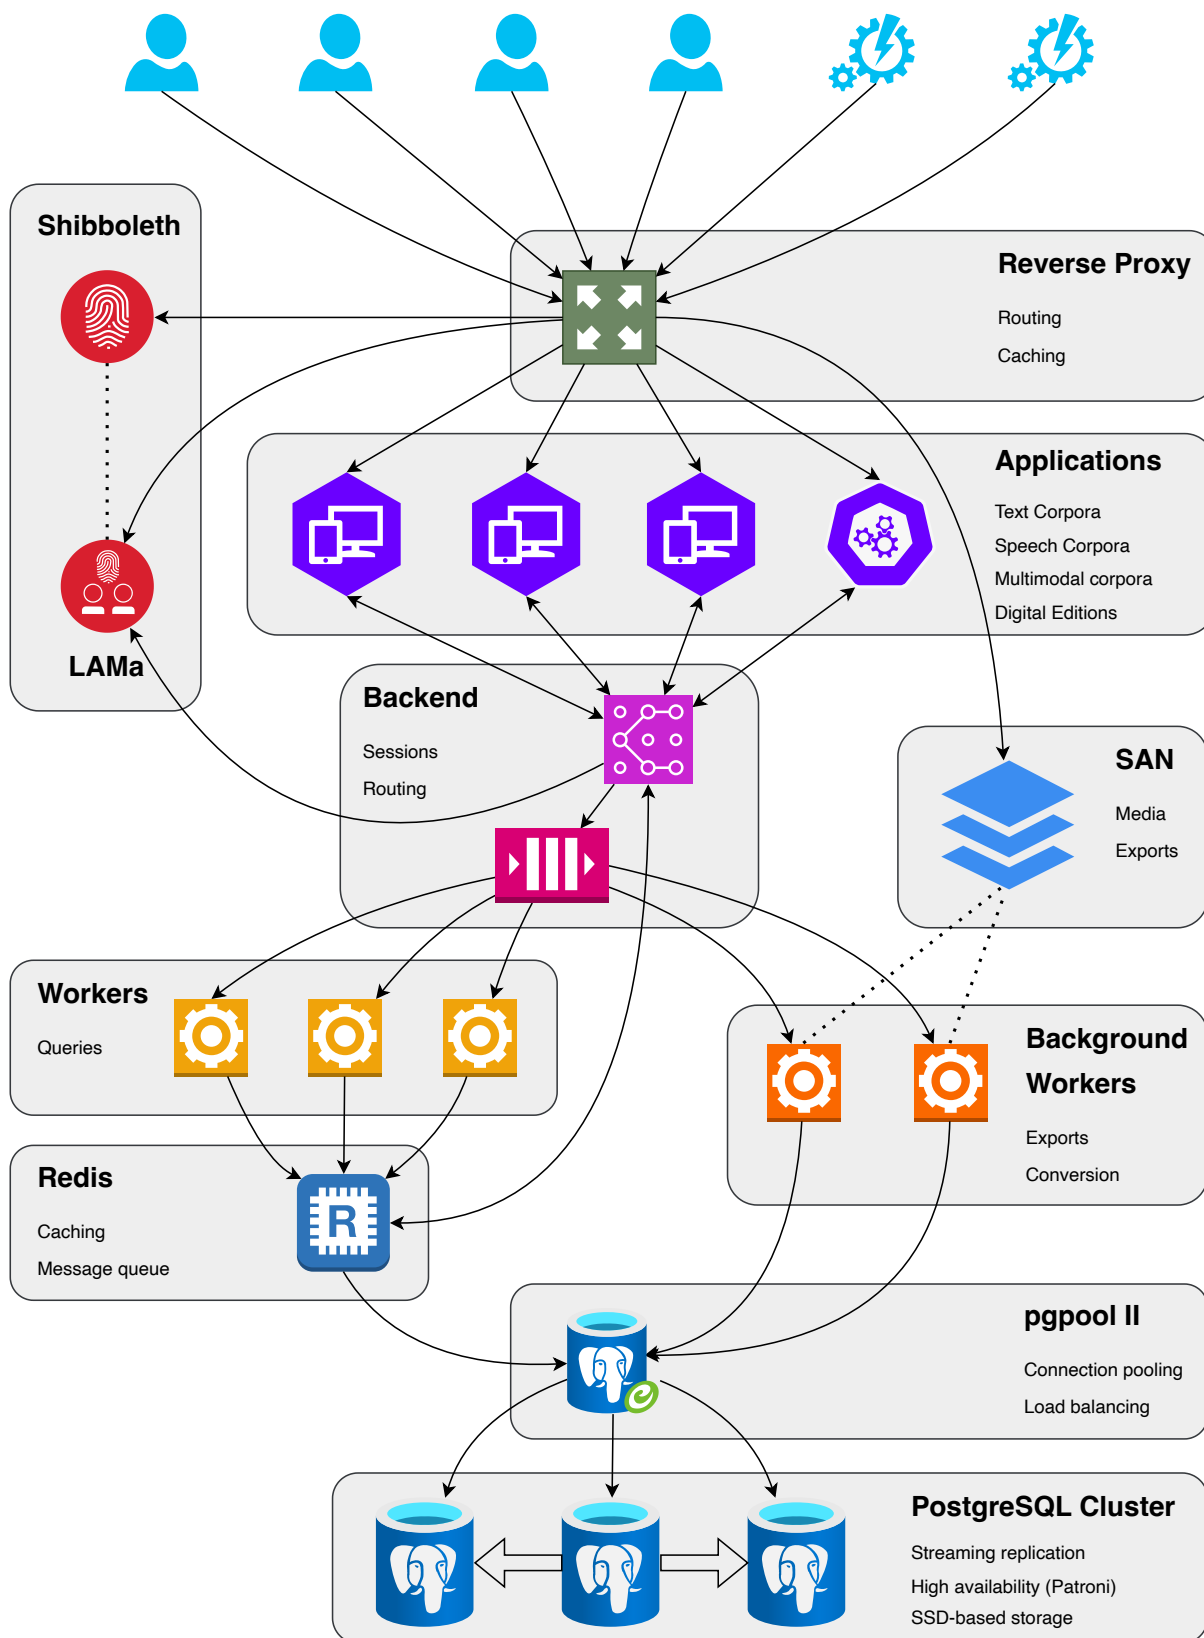 Shibboleth
LAMa
Reverse Proxy
Routing
Caching
Applications
Text Corpora
Speech Corpora
Multimodal corpora
Digital Editions
Backend
Sessions
Routing
SAN
Media
Exports
Workers
Queries
Background
Workers
Exports
Conversion
Redis
Caching
Message queue
R
pgpool II
Connection pooling
Load balancing
PostgreSQL Cluster
Streaming replication
High availability (Patroni)
SSD-based storage